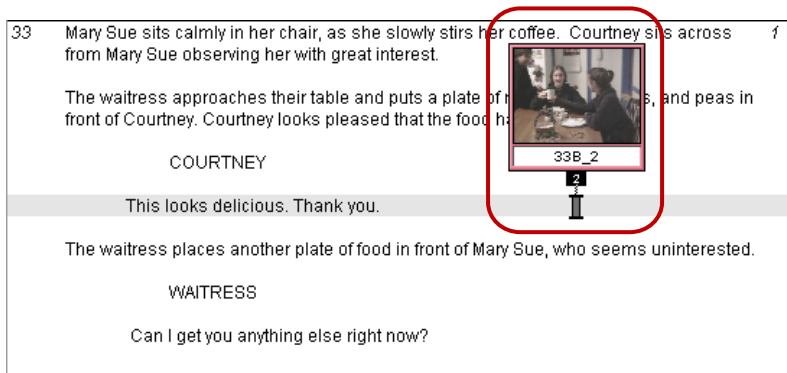 33 Mary Sue sits calmly in her chair, as she slowly stirs her coffee. Courtney sits across 1
from Mary Sue observing her with great interest.
The waitress approaches their table and puts a plate of and peas in
front of Courtney. Courtney looks pleased that the food
33B_2
COURTNEY
2
This looks delicious. Thank you.
The waitress places another plate of food in front of Mary Sue, who seems uninterested.
WAITRESS
Can I get you anything else right now?